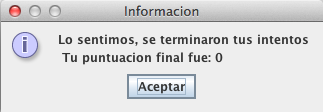 Informacion
Lo sentimos, se terminaron tus intentos
Tu puntuacion final fue: 0
Aceptar